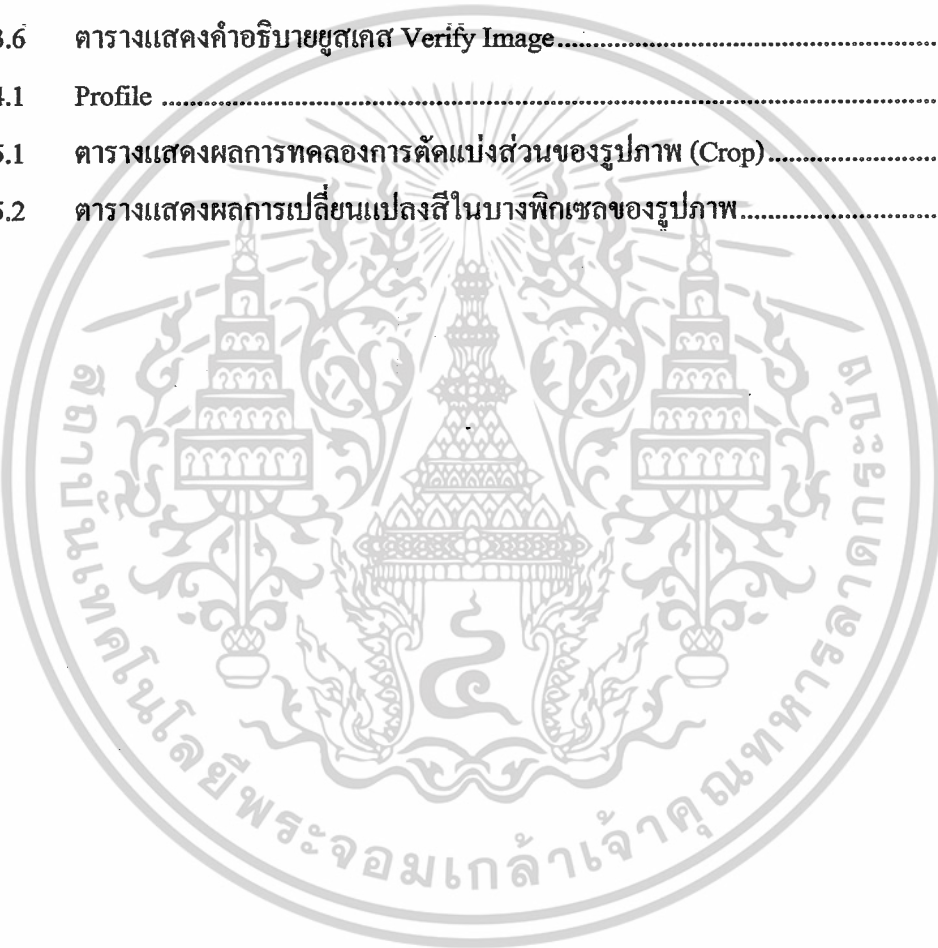 3.6 ตารางแสดงคำอธิบายยูสเคส Verify Image
4.1 Profile
5.1 ตารางแสดงผลการทดลองการตัดแบ่งส่วนของรูปภาพ (Crop)
5.2 ตารางแสดงผลการเปลี่ยนแปลงสีในบางพิกเซลของรูปภาพ
สถาบันเทคโนโลยีพระจอมเกล้าเจ้าคุณทหารลาดกระบัง
๔